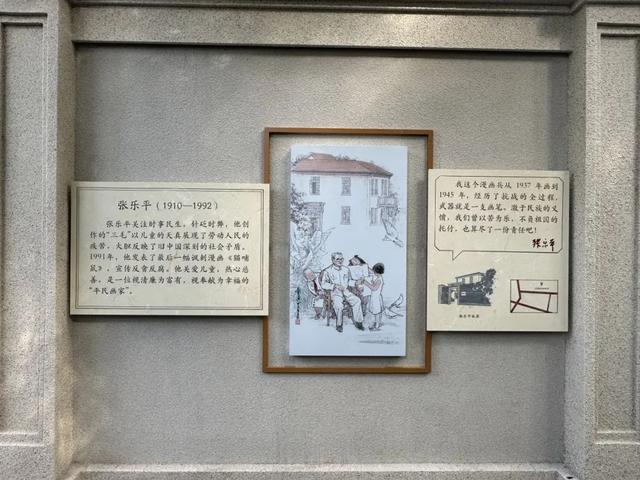 张乐平（1910—1992）
张乐平关注时事民生，针砭时弊，他创
作的“三毛”以儿童的天真展现了劳动人民的
疾苦，大胆反映了旧中国深刻的社会矛盾。
1991年，他发表了最后一幅讽刺漫画《猫哺
鼠》，宣传反贪反腐。他关爱儿童，热心慈
善，是一位视清廉为富有，视奉献为幸福的
“平民画家”。
我这个漫画兵从 1937 年画到
1945 年，经历了抗战的全过程，
武器就是一支画笔。激于民族的义
愤，我们曾以苦为乐，不负祖国的
托付，也算尽了一份责任吧！
张乐平
张乐平故居